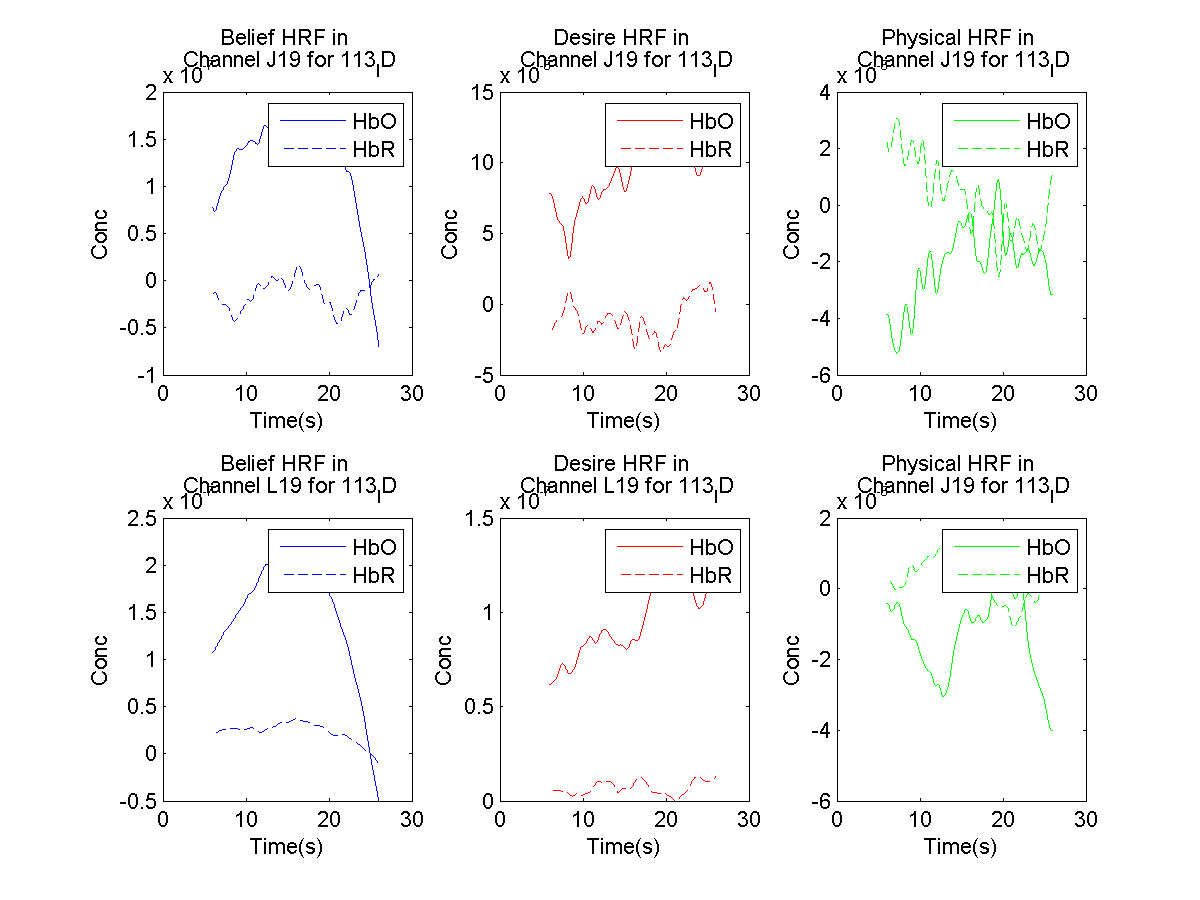 Belief HRF in
Channel J19 for 113ID
x 10
2
1.5
1
0.5
0
-0.5
-1
Conc
HbO
HbR
0 10 20 30
Time(s)
Desire HRF in
Channel J19 for 113ID
x 10
15
10
5
0
-5
Conc
HbO
HbR
0 10 20 30
Time(s)
Physical HRF in
Channel J19 for 113ID
x 10
4
2
0
-2
-4
-6
Conc
HbO
HbR
0 10 20 30
Time(s)
Belief HRF in
Channel L19 for 113ID
x 10
2.5
2
1.5
1
0.5
0
-0.5
Conc
HbO
HbR
0 10 20 30
Time(s)
Desire HRF in
Channel L19 for 113ID
x 10
1.5
1
0.5
0
Conc
HbO
HbR
0 10 20 30
Time(s)
Physical HRF in
Channel J19 for 113ID
x 10
2
0
-2
-4
-6
Conc
HbO
HbR
0 10 20 30
Time(s)